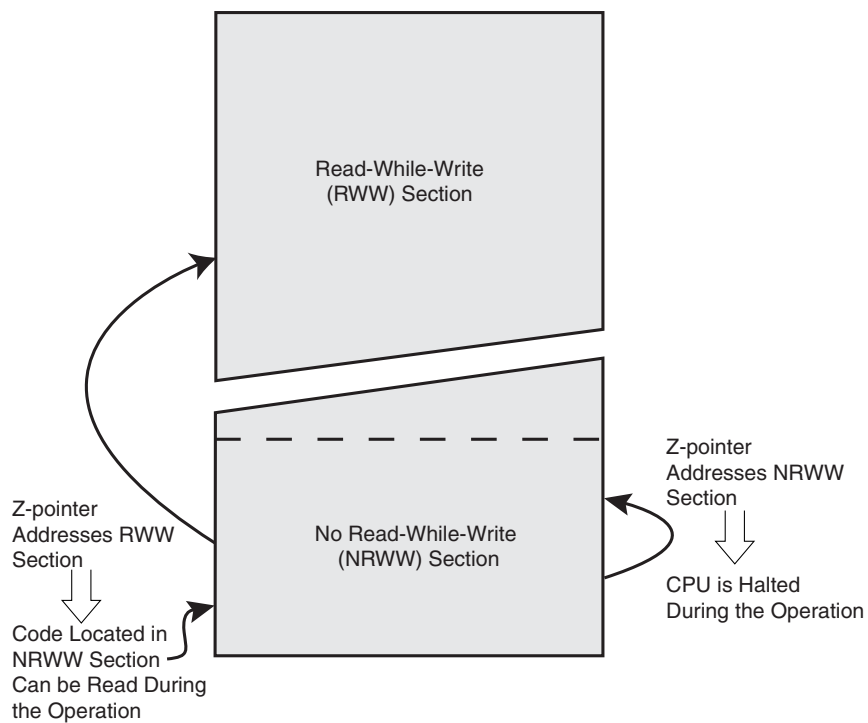 Read-While-Write
(RWW) Section
Z-pointer
Addresses NRWW
Section
No Read-While-Write
(NRWW) Section
Z-pointer
Addresses RWW
Section
CPU is Halted
During the Operation
Code Located in
NRWW Section
Can be Read During
the Operation